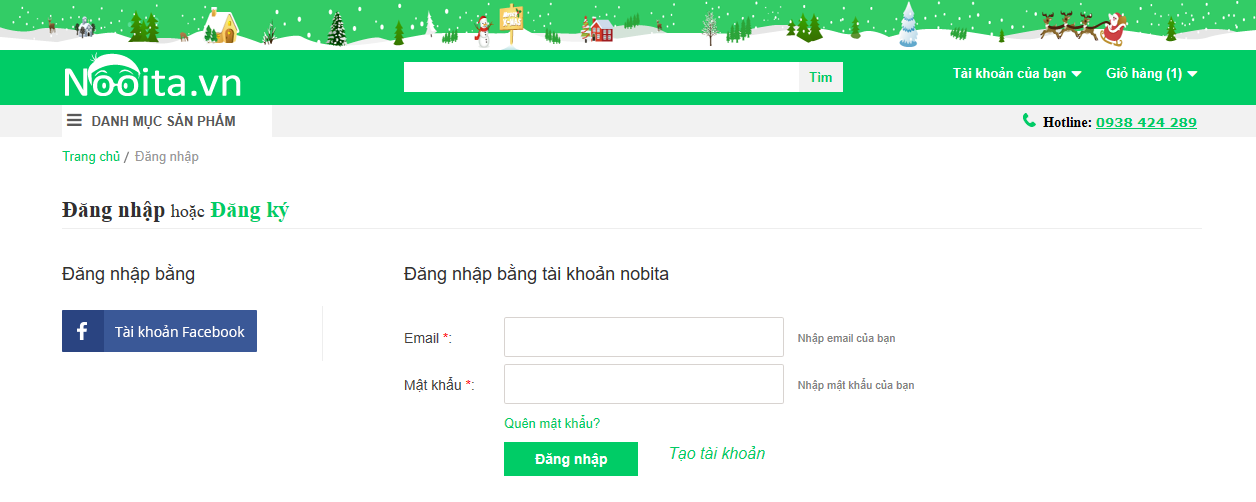 Nobita.vn
Tìm
Tài khoản của bạn
Giỏ hàng (1)
DANH MỤC SẢN PHẨM
Hotline: 0938 424 289
Trang chủ / Đăng nhập
Đăng nhập hoặc Đăng ký
Đăng nhập bằng
f Tài khoản Facebook
Đăng nhập bằng tài khoản nobita
Email *:
Nhập email của bạn
Mật khẩu *:
Nhập mật khẩu của bạn
Quên mật khẩu?
Đăng nhập
Tạo tài khoản